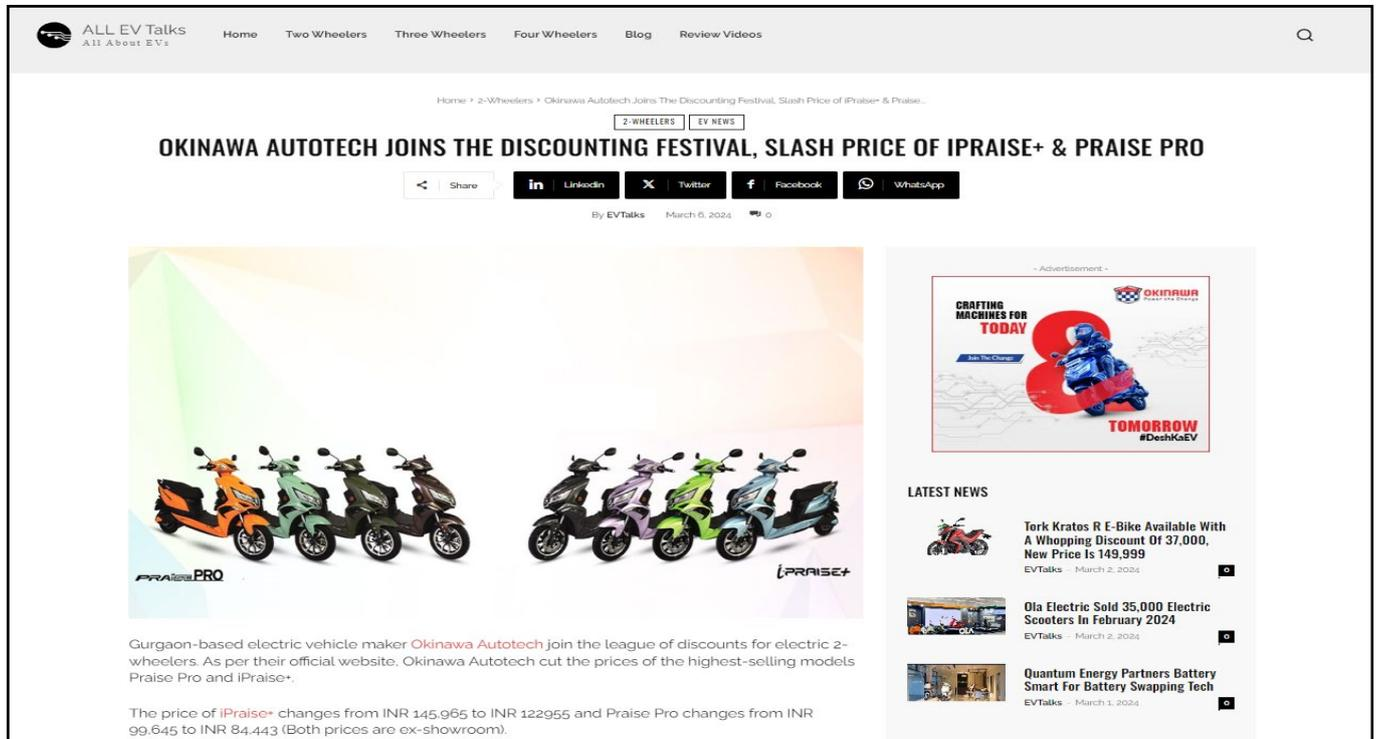 ALL EV Talks
All About EVs
Home Two Wheelers Three Wheelers Four Wheelers Blog Review Videos
Home › 2-Wheelers › Okinawa Autotech Joins The Discounting Festival, Slash Price of iPraise+ & Praise...
2-WHEELERS EV NEWS
OKINAWA AUTOTECH JOINS THE DISCOUNTING FESTIVAL, SLASH PRICE OF IPRAISE+ & PRAISE PRO
Share Linkedin Twitter Facebook WhatsApp
By EVTalks March 6, 2024 0
PRAISEPRO
iPRAISE+
Gurgaon-based electric vehicle maker Okinawa Autotech join the league of discounts for electric 2-
wheelers. As per their official website, Okinawa Autotech cut the prices of the highest-selling models
Praise Pro and iPraise+.
The price of iPraise+ changes from INR 145,965 to INR 122955 and Praise Pro changes from INR
99,645 to INR 84,443 (Both prices are ex-showroom).
- Advertisement -
OKINAWA
Power the Change
CRAFTING
MACHINES FOR
TODAY
8
Join The Change
TOMORROW
#DeshKaEV
LATEST NEWS
Tork Kratos R E-Bike Available With
A Whopping Discount Of 37,000,
New Price Is 149,999
EVTalks - March 2, 2024 0
Ola Electric Sold 35,000 Electric
Scooters In February 2024
EVTalks - March 2, 2024 0
Quantum Energy Partners Battery
Smart For Battery Swapping Tech
EVTalks - March 1, 2024 0